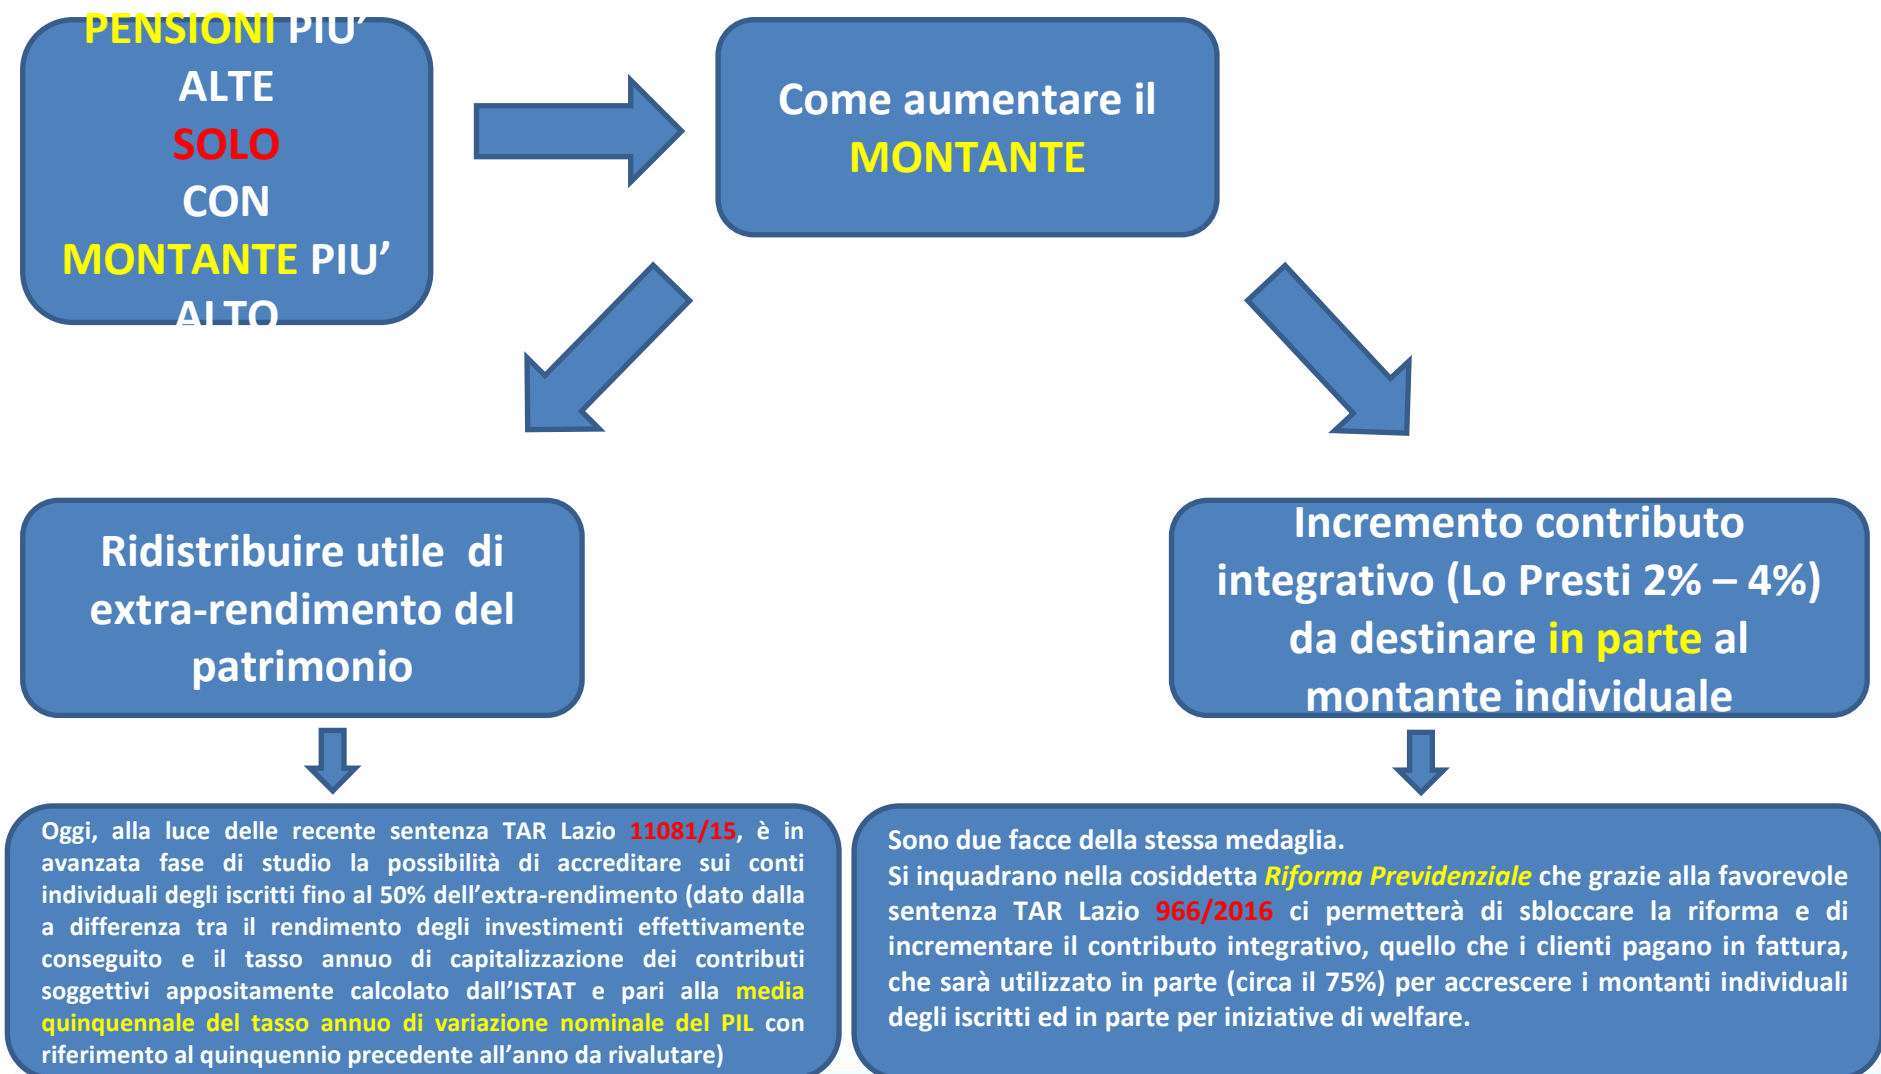 PENSIONI PIU'
ALTE
SOLO
CON
MONTANTE PIU'
ALTO
Come aumentare il
MONTANTE
Ridistribuire utile di
extra-rendimento del
patrimonio
Incremento contributo
integrativo (Lo Presti 2% – 4%)
da destinare in parte al
montante individuale
Oggi, alla luce delle recente sentenza TAR Lazio 11081/15, è in
avanzata fase di studio la possibilità di accreditare sui conti
individuali degli iscritti fino al 50% dell'extra-rendimento (dato dalla
a differenza tra il rendimento degli investimenti effettivamente
conseguito e il tasso annuo di capitalizzazione dei contributi
soggettivi appositamente calcolato dall'ISTAT e pari alla media
quinquennale del tasso annuo di variazione nominale del PIL con
riferimento al quinquennio precedente all'anno da rivalutare)
Sono due facce della stessa medaglia.
Si inquadrano nella cosiddetta Riforma Previdenziale che grazie alla favorevole
sentenza TAR Lazio 966/2016 ci permetterà di sbloccare la riforma e di
incrementare il contributo integrativo, quello che i clienti pagano in fattura,
che sarà utilizzato in parte (circa il 75%) per accrescere i montanti individuali
degli iscritti ed in parte per iniziative di welfare.